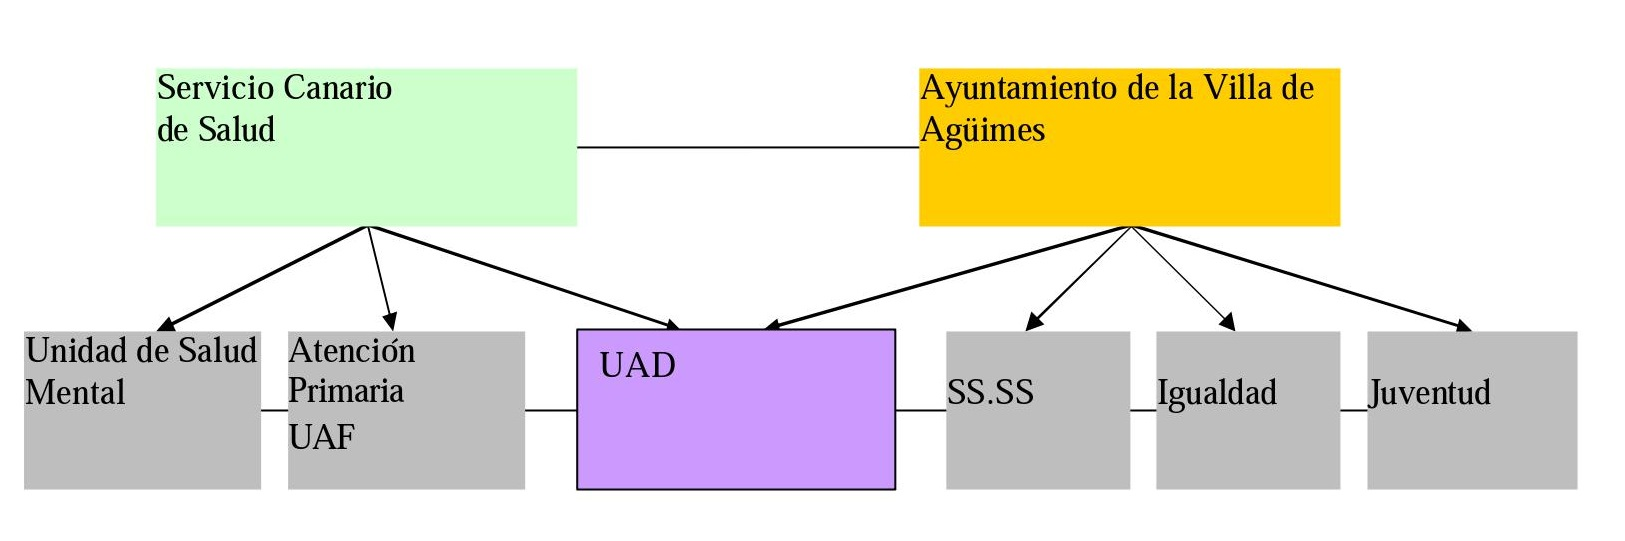 Servicio Canario
de Salud
Ayuntamiento de la Villa de
Agüimes
Unidad de Salud
Mental
Atención
Primaria
UAF
UAD
SS.SS
Igualdad
Juventud